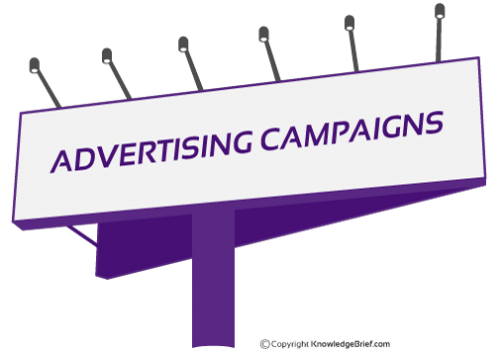 ADVERTISING CAMPAIGNS
© Copyright KnowledgeBrief.com